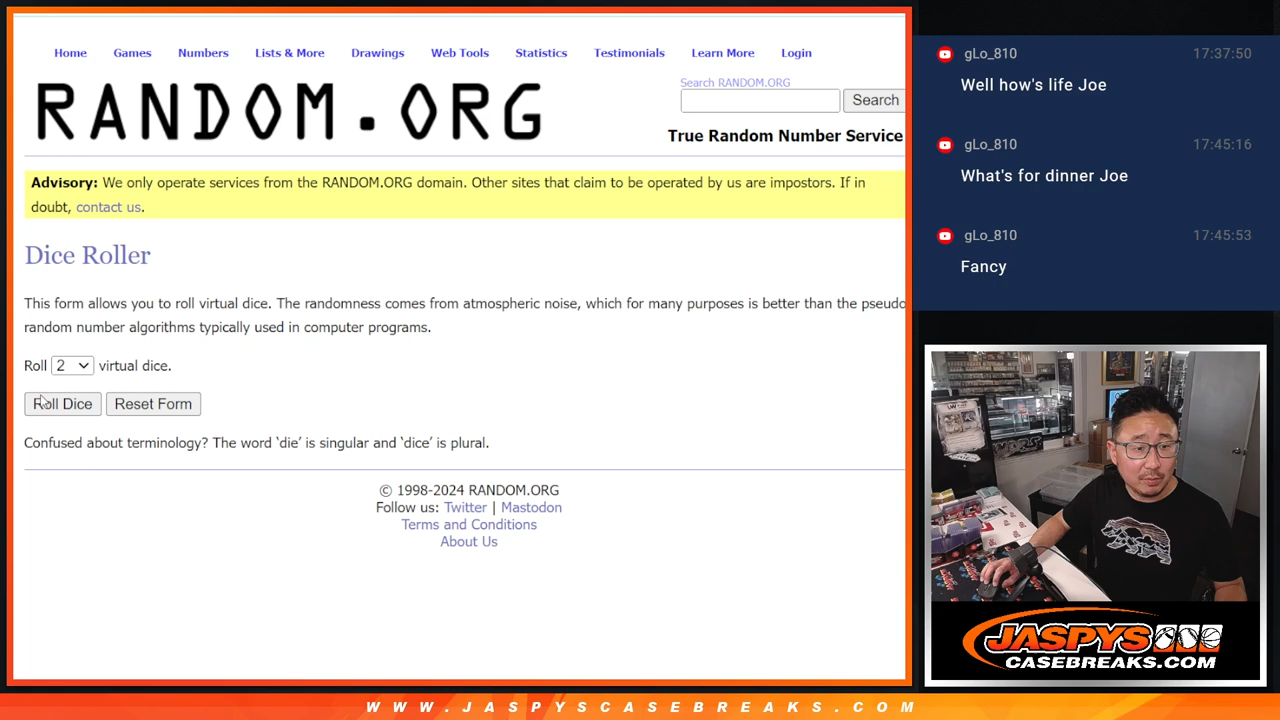 Home Games Numbers Lists & More Drawings Web Tools Statistics Testimonials Learn More Login
RANDOM.ORG
Search RANDOM.ORG
Search
True Random Number Service
Advisory: We only operate services from the RANDOM.ORG domain. Other sites that claim to be operated by us are impostors. If in
doubt, contact us.
Dice Roller
This form allows you to roll virtual dice. The randomness comes from atmospheric noise, which for many purposes is better than the pseudo
random number algorithms typically used in computer programs.
Roll 2 virtual dice.
Roll Dice Reset Form
Confused about terminology? The word ‘die’ is singular and ‘dice’ is plural.
© 1998-2024 RANDOM.ORG
Follow us: Twitter | Mastodon
Terms and Conditions
About Us
gLo_810 17:37:50
Well how's life Joe
gLo_810 17:45:16
What's for dinner Joe
gLo_810 17:45:53
Fancy
JASPYS
CASEBREAKS.COM
WWW.JASPYSCASEBREAKS.COM